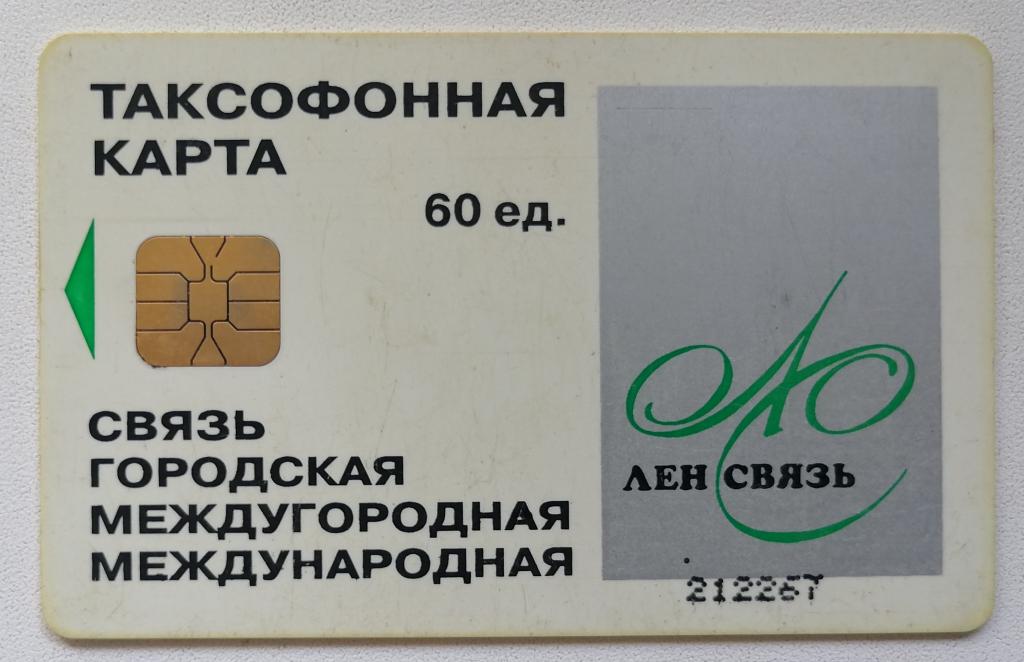 ТАКСОФОННАЯ
КАРТА
60 ед.
СВЯЗЬ
ГОРОДСКАЯ
МЕЖДУГОРОДНАЯ
МЕЖДУНАРОДНАЯ
ЛЕН СВЯЗЬ
212267